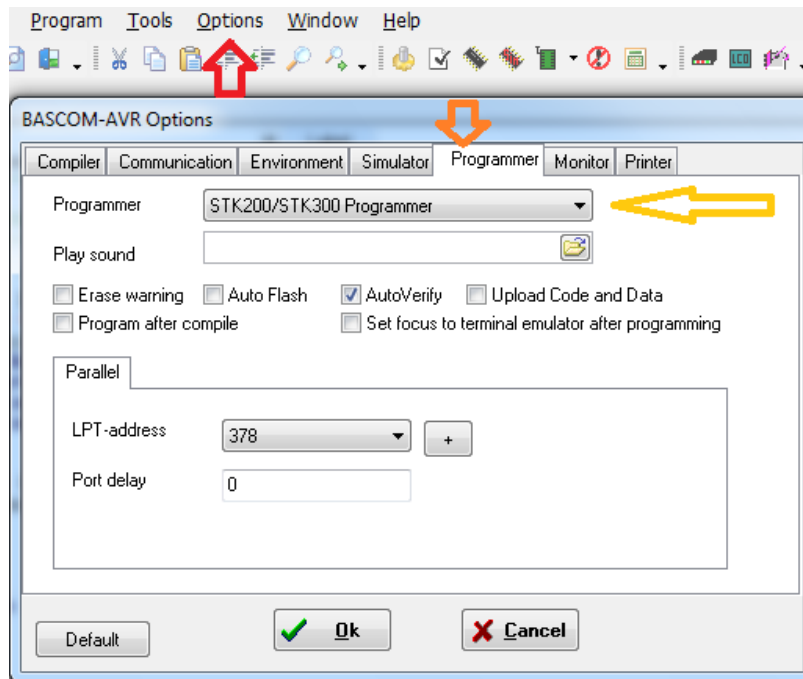 Program Tools Options Window Help
LCD
BASCOM-AVR Options
Compiler Communication Environment Simulator Programmer Monitor Printer
Programmer STK200/STK300 Programmer
Play sound
Erase warning Auto Flash AutoVerify Upload Code and Data
Program after compile Set focus to terminal emulator after programming
Parallel
LPT-address 378 +
Port delay 0
Default Ok Cancel